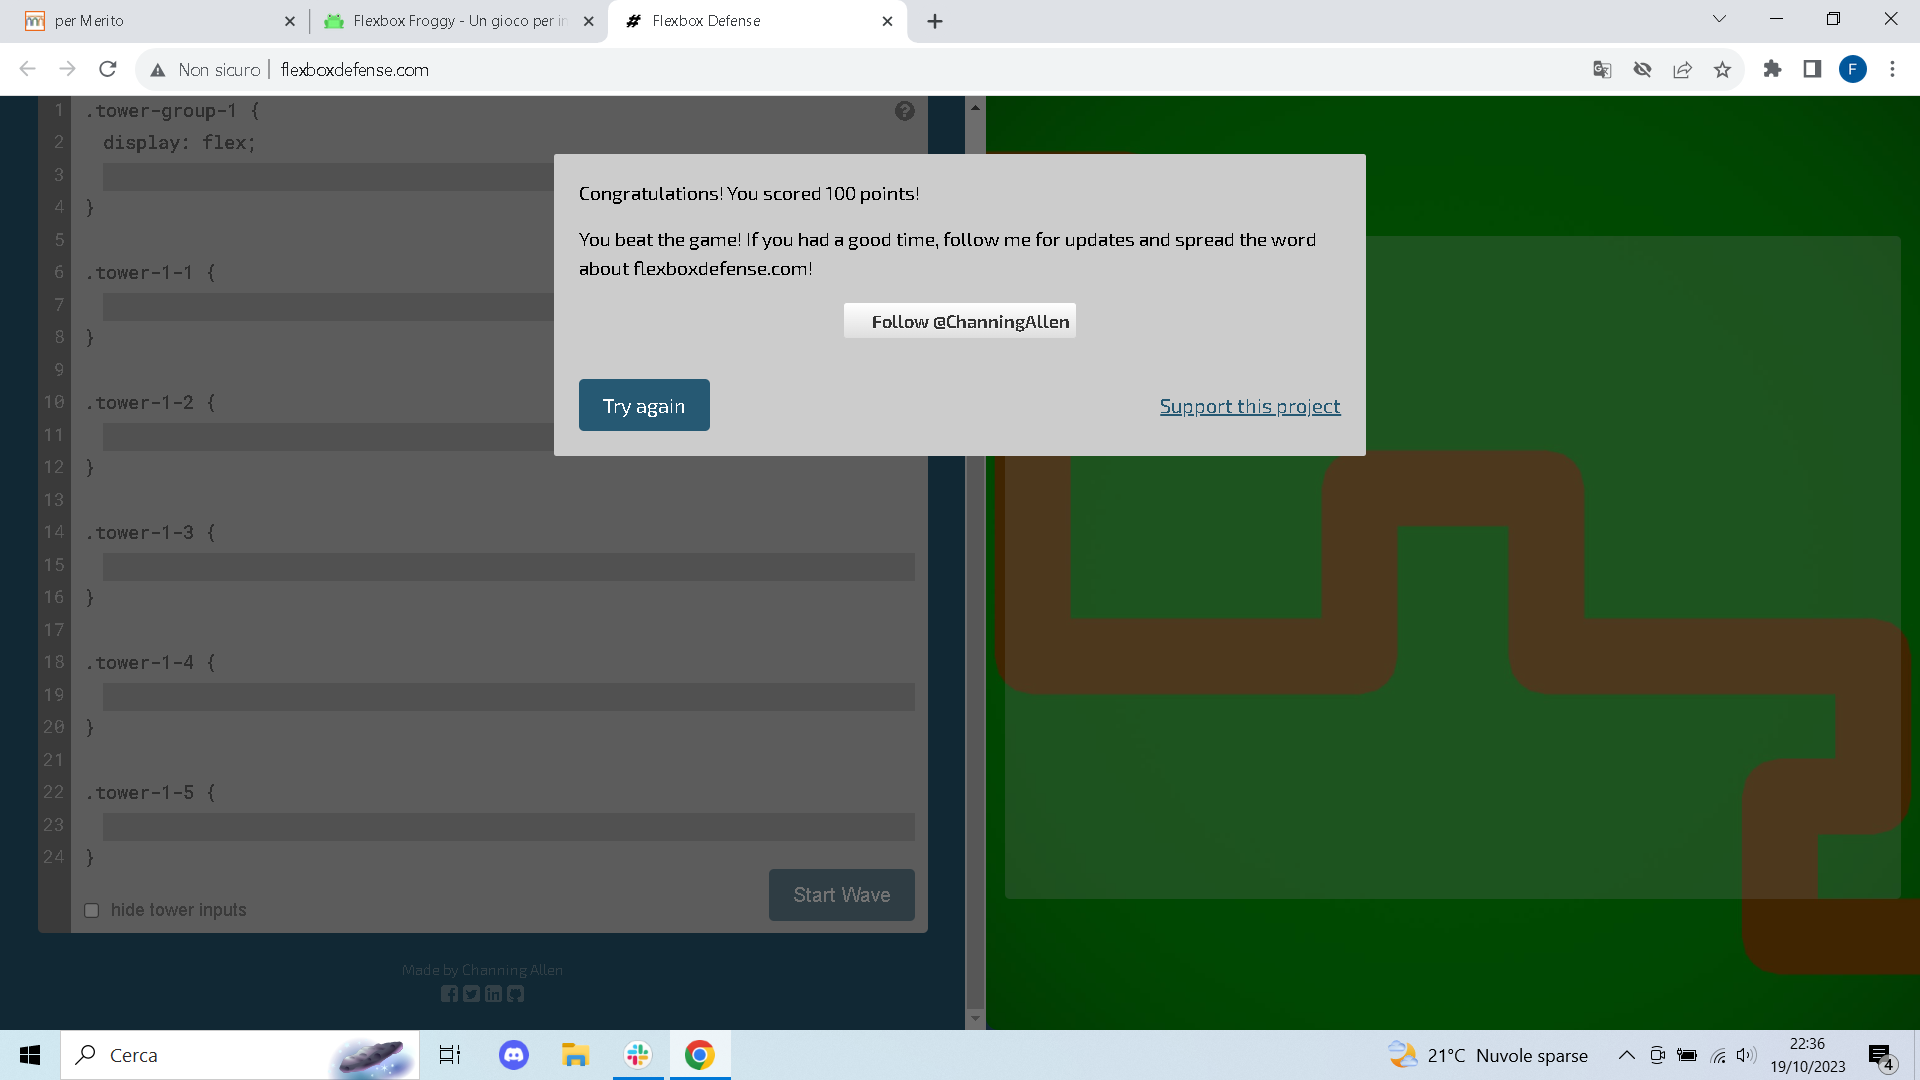 per Merito
Flexbox Froggy - Un gioco per in
Flexbox Defense
Non sicuro
flexboxdefense.com
F
1 .tower-group-1 {
2 display: flex;
3
4 }
5
6 .tower-1-1 {
7
8 }
9
10 .tower-1-2 {
11
12 }
13
14 .tower-1-3 {
15
16 }
17
18 .tower-1-4 {
19
20 }
21
22 .tower-1-5 {
23
24 }
hide tower inputs
Start Wave
Made by Channing Allen
Congratulations! You scored 100 points!
You beat the game! If you had a good time, follow me for updates and spread the word
about flexboxdefense.com!
Follow @ChanningAllen
Try again
Support this project
Cerca
21°C Nuvole sparse
22:36
19/10/2023
4